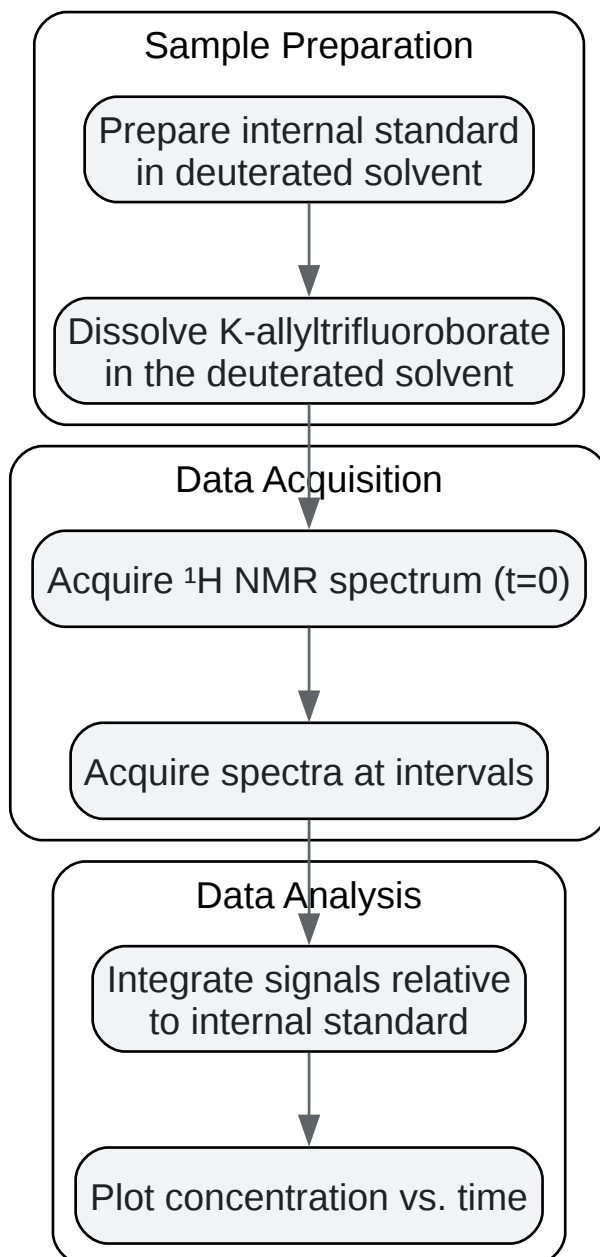 Sample Preparation
Prepare internal standard
in deuterated solvent
Dissolve K-allyltrifluoroborate
in the deuterated solvent
Data Acquisition
Acquire ¹H NMR spectrum (t=0)
Acquire spectra at intervals
Data Analysis
Integrate signals relative
to internal standard
Plot concentration vs. time